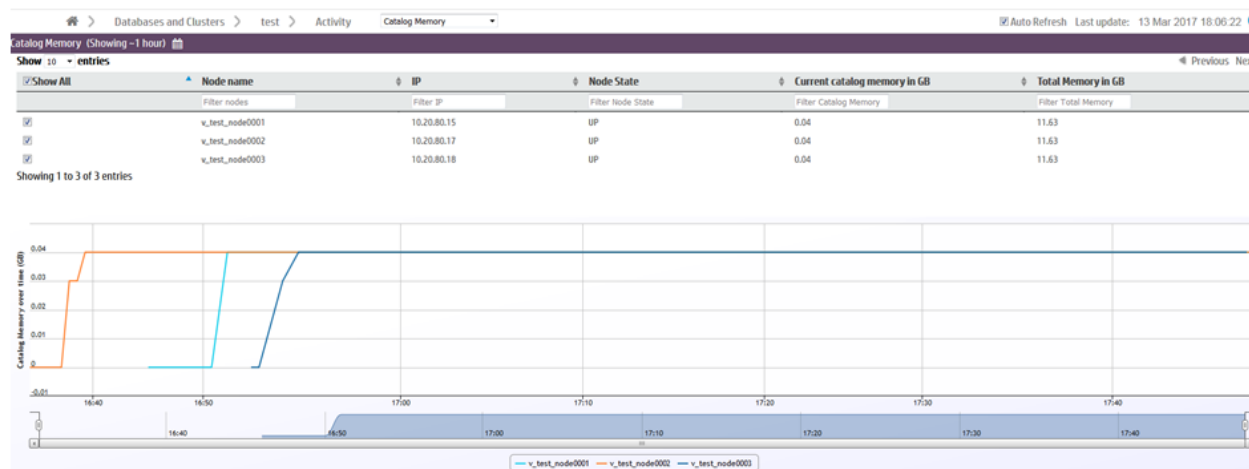 Databases and Clusters > test > Activity Catalog Memory Auto Refresh Last update: 13 Mar 2017 18:06:22
Catalog Memory (Showing ~1 hour)
Show 10 entries Previous Nex
Show All Node name IP Node State Current catalog memory in GB Total Memory in GB
Filter nodes Filter IP Filter Node State Filter Catalog Memory Filter Total Memory
v_test_node0001 10.20.80.15 UP 0.04 11.63
v_test_node0002 10.20.80.17 UP 0.04 11.63
v_test_node0003 10.20.80.18 UP 0.04 11.63
Showing 1 to 3 of 3 entries
Catalog Memory over time (GB)
0.04
0.03
0.02
0.01
0
-0.01
16:40 16:50 17:00 17:10 17:20 17:30 17:40
16:40 16:50 17:00 17:10 17:20 17:30 17:40
v_test_node0001 v_test_node0002 v_test_node0003